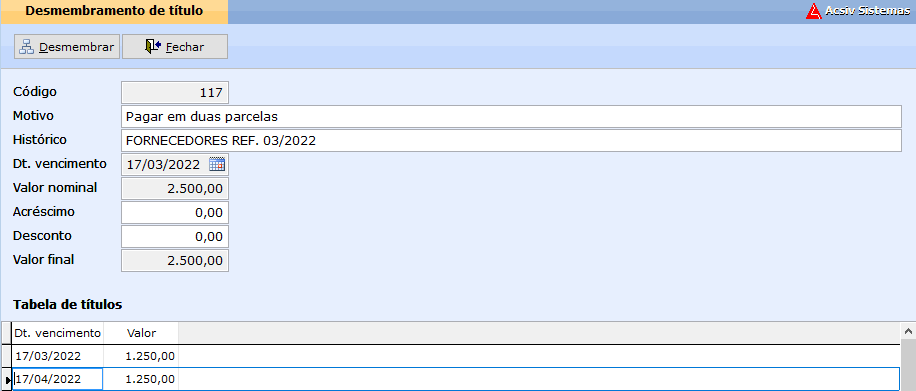 Desmembramento de título
Acsiv Sistemas
Desmembrar Fechar
Código 117
Motivo Pagar em duas parcelas
Histórico FORNECEDORES REF. 03/2022
Dt. vencimento 17/03/2022
Valor nominal 2.500,00
Acréscimo 0,00
Desconto 0,00
Valor final 2.500,00
Tabela de títulos
Dt. vencimento Valor
17/03/2022 1.250,00
17/04/2022 1.250,00